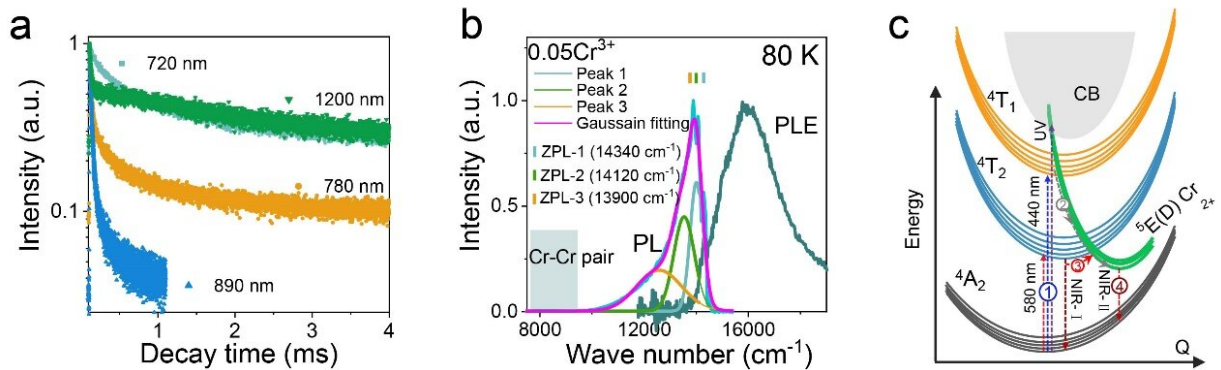 a
Intensity (a.u.)
1
0.1
720 nm
1200 nm
780 nm
890 nm
1
2
3
4
Decay time (ms)
b
Intensity (a.u.)
1.0
0.5
0.0
0.05Cr³⁺
80 K
Peak 1
Peak 2
Peak 3
Gaussain fitting
ZPL-1 (14340 cm⁻¹)
ZPL-2 (14120 cm⁻¹)
ZPL-3 (13900 cm⁻¹)
PLE
PL
Cr-Cr pair
8000
12000
16000
Wave number (cm⁻¹)
c
Energy
CB
⁴T₁
⁴T₂
⁴A₂
UV
440 nm
580 nm
①
②
③
④
NIR-I
NIR-II
⁵E(D) Cr²⁺
Q